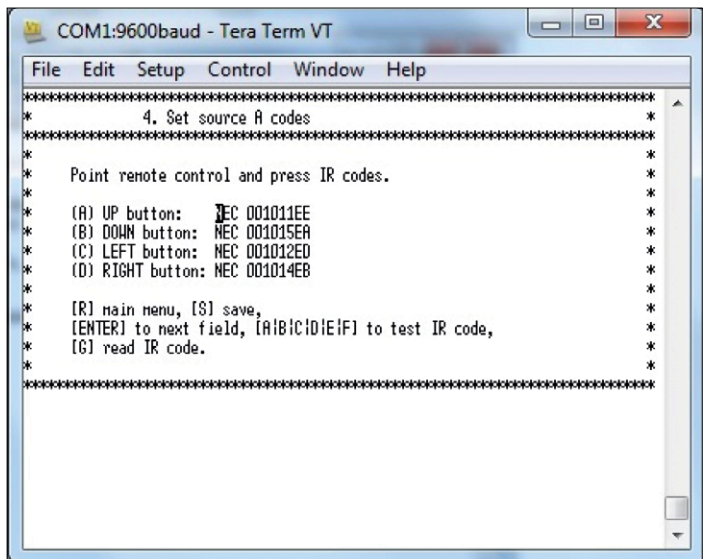 COM1:9600baud - Tera Term VT
File Edit Setup Control Window Help
********************************************************************************
* 4. Set source A codes *
********************************************************************************
* *
* Point remote control and press IR codes. *
* *
* (A) UP button: NEC 001011EE *
* (B) DOWN button: NEC 001015EA *
* (C) LEFT button: NEC 001012ED *
* (D) RIGHT button: NEC 001014EB *
* *
* [R] main menu, [S] save, *
* [ENTER] to next field, [A|B|C|D|E|F] to test IR code, *
* [G] read IR code. *
* *
********************************************************************************